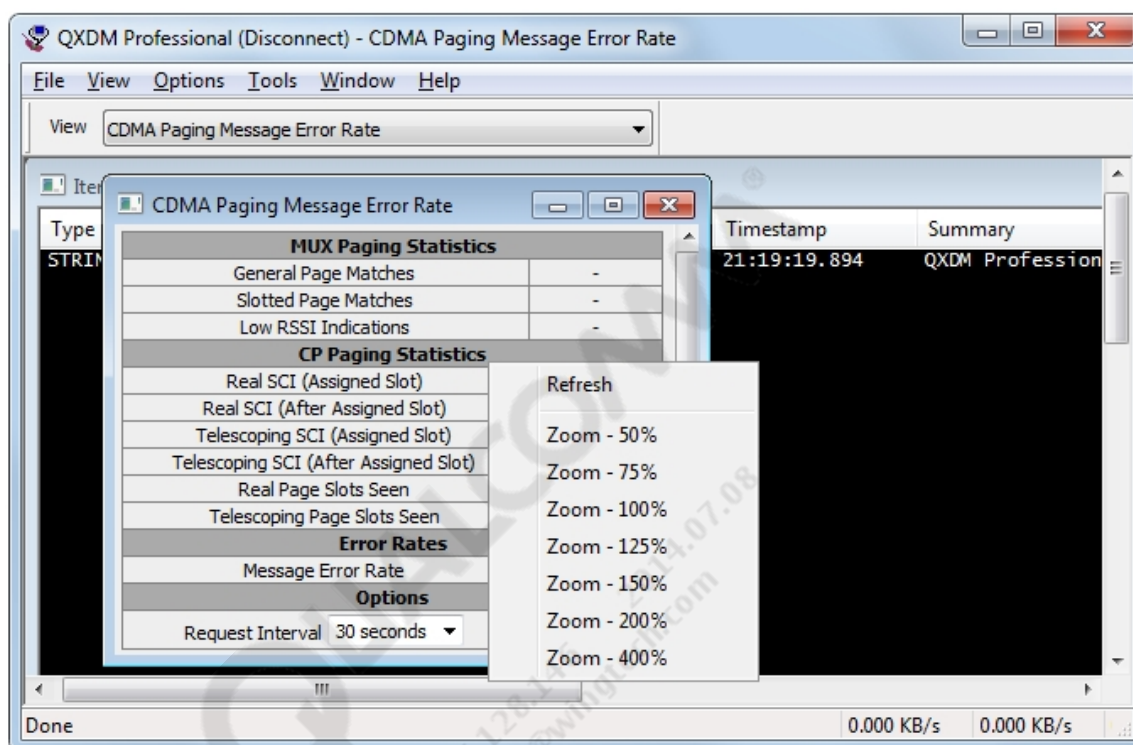 QXDM Professional (Disconnect) - CDMA Paging Message Error Rate
File View Options Tools Window Help
View CDMA Paging Message Error Rate
CDMA Paging Message Error Rate
Type Timestamp Summary
21:19:19.894 QXDM Profession
MUX Paging Statistics
General Page Matches -
Slotted Page Matches -
Low RSSI Indications -
CP Paging Statistics
Real SCI (Assigned Slot)
Real SCI (After Assigned Slot)
Telescoping SCI (Assigned Slot)
Telescoping SCI (After Assigned Slot)
Real Page Slots Seen
Telescoping Page Slots Seen
Error Rates
Message Error Rate
Options
Request Interval 30 seconds
Refresh
Zoom - 50%
Zoom - 75%
Zoom - 100%
Zoom - 125%
Zoom - 150%
Zoom - 200%
Zoom - 400%
Done 0.000 KB/s 0.000 KB/s
QUALCOMM®